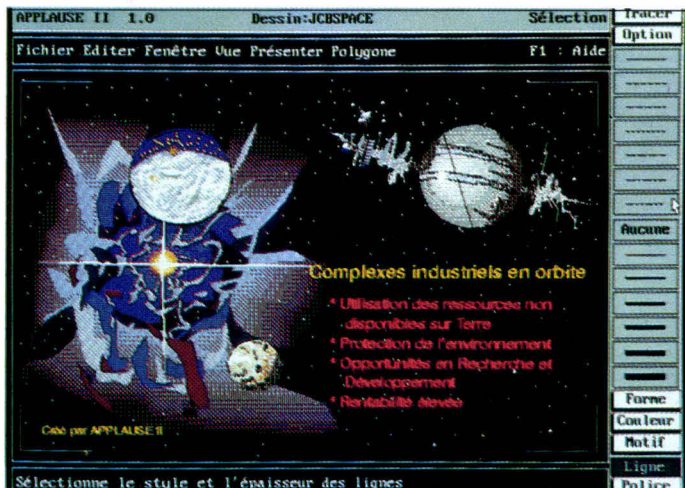 APPLAUSE II 1.0 Dessin:JCBSPACE Sélection
Fichier Editer Fenêtre Vue Présenter Polygone F1 : Aide
Complexes industriels en orbite
* Utilisation des ressources non
disponibles sur Terre
* Protection de l'environnement
* Opportunités en Recherche et
Développement
* Rentabilité élevée
Créé par APPLAUSE II
Sélectionne le style et l'épaisseur des lignes
Tracer
Option
Aucune
Forme
Couleur
Motif
Ligne
Police